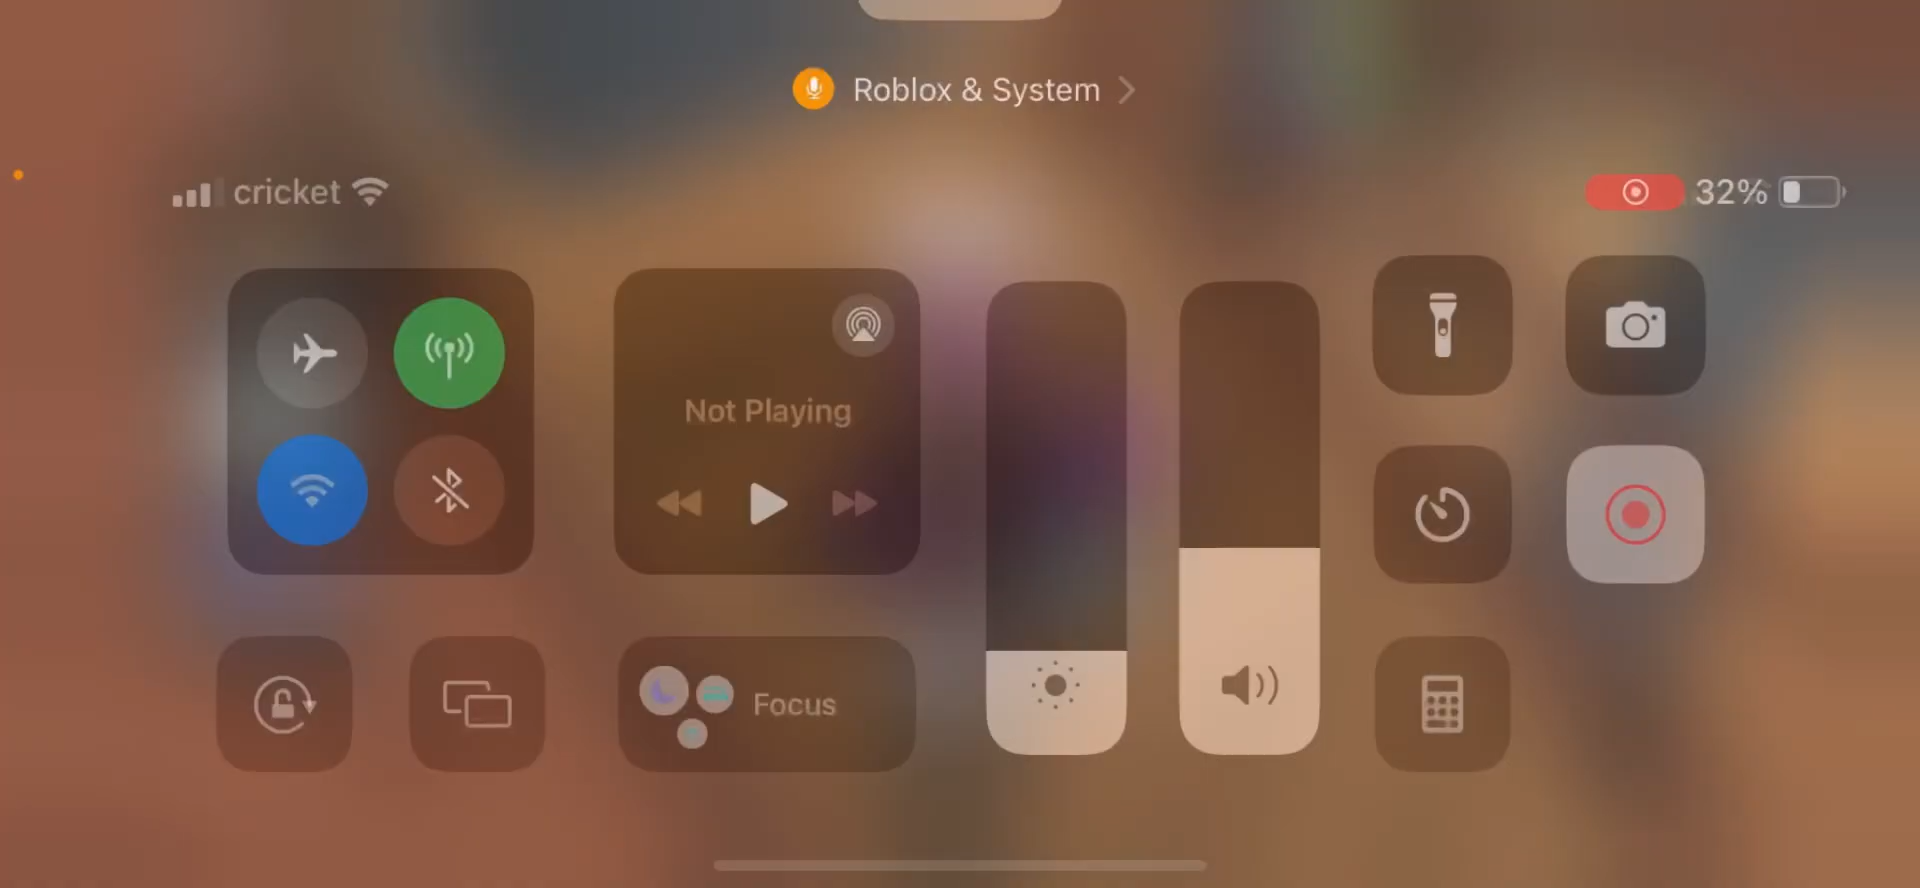 Roblox & System
cricket
32%
Not Playing
Focus